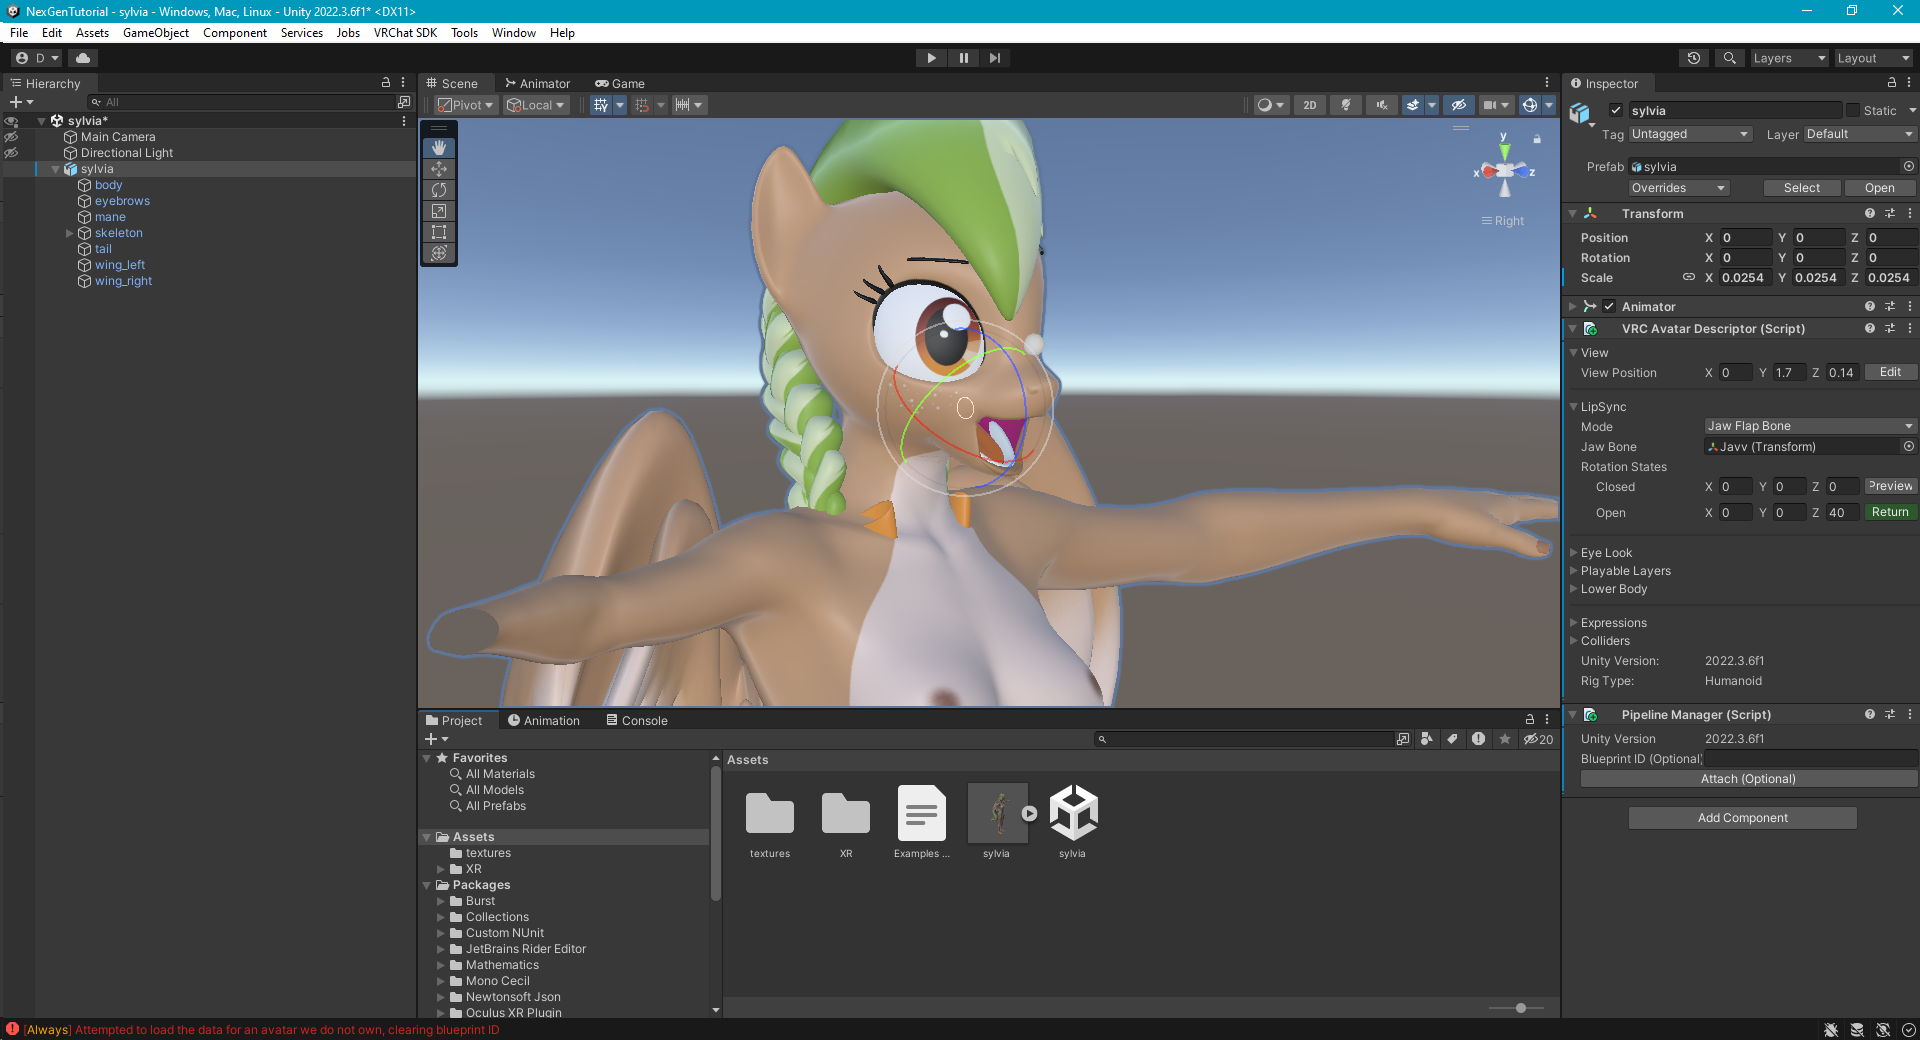 NexGenTutorial - sylvia - Windows, Mac, Linux - Unity 2022.3.6f1* <DX11>
File Edit Assets GameObject Component Services Jobs VRChat SDK Tools Window Help
D Layers Layout
Hierarchy
All
sylvia*
Main Camera
Directional Light
sylvia
body
eyebrows
mane
skeleton
tail
wing_left
wing_right
Scene Animator Game
Pivot Local 2D
y
x z
Right
Project Animation Console
20
Favorites
All Materials
All Models
All Prefabs
Assets
textures
XR
Packages
Burst
Collections
Custom NUnit
JetBrains Rider Editor
Mathematics
Mono Cecil
Newtonsoft Json
Oculus XR Plugin
Assets
textures XR Examples ... sylvia sylvia
Inspector
sylvia Static
Tag Untagged Layer Default
Prefab sylvia
Overrides Select Open
Transform
Position X 0 Y 0 Z 0
Rotation X 0 Y 0 Z 0
Scale X 0.0254 Y 0.0254 Z 0.0254
Animator
VRC Avatar Descriptor (Script)
View
View Position X 0 Y 1.7 Z 0.14 Edit
LipSync
Mode Jaw Flap Bone
Jaw Bone Javv (Transform)
Rotation States
Closed X 0 Y 0 Z 0 Preview
Open X 0 Y 0 Z 40 Return
Eye Look
Playable Layers
Lower Body
Expressions
Colliders
Unity Version: 2022.3.6f1
Rig Type: Humanoid
Pipeline Manager (Script)
Unity Version 2022.3.6f1
Blueprint ID (Optional)
Attach (Optional)
Add Component
[Always] Attempted to load the data for an avatar we do not own, clearing blueprint ID